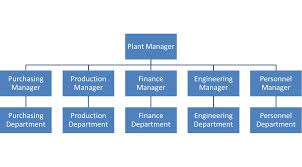 Plant Manager
Purchasing
Manager
Production
Manager
Finance
Manager
Engineering
Manager
Personnel
Manager
Purchasing
Department
Production
Department
Finance
Department
Engineering
Department
Personnel
Department